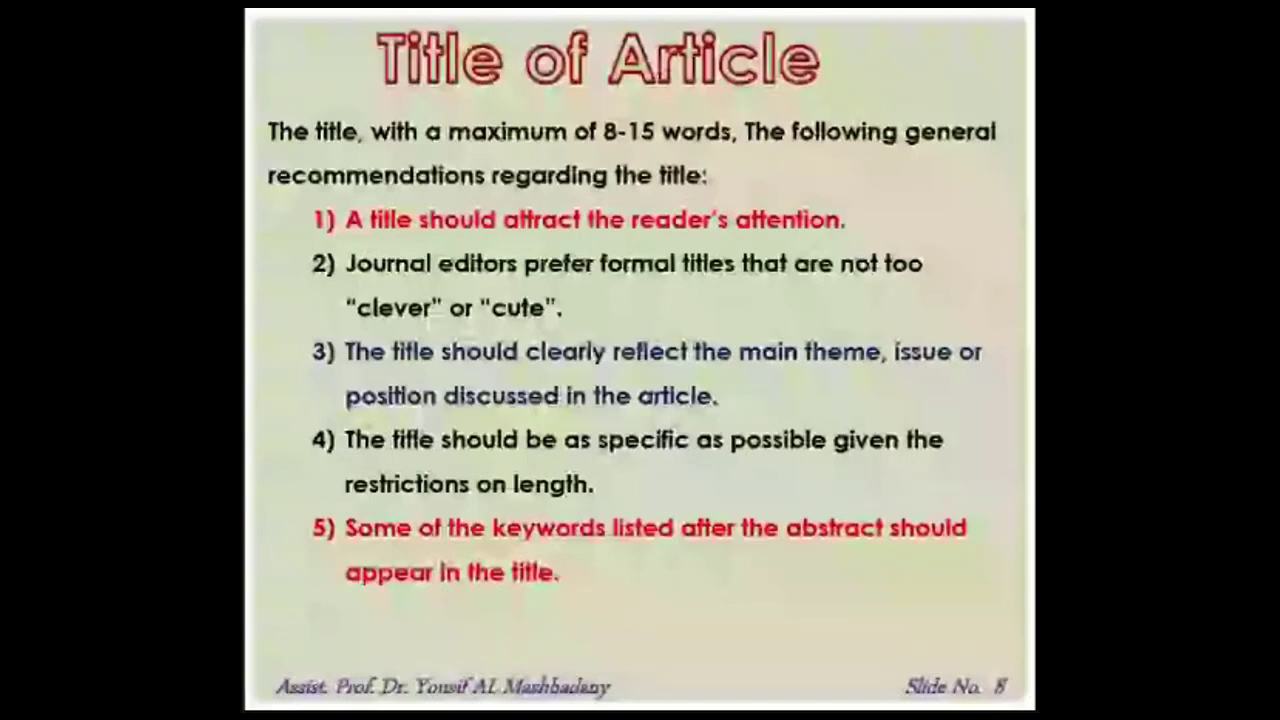 Title of Article
The title, with a maximum of 8-15 words, The following general
recommendations regarding the title:
1) A title should attract the reader's attention.
2) Journal editors prefer formal titles that are not too
"clever" or "cute".
3) The title should clearly reflect the main theme, issue or
position discussed in the article.
4) The title should be as specific as possible given the
restrictions on length.
5) Some of the keywords listed after the abstract should
appear in the title.
Assist. Prof. Dr. Yousif AL Mashhadany
Slide No. 8